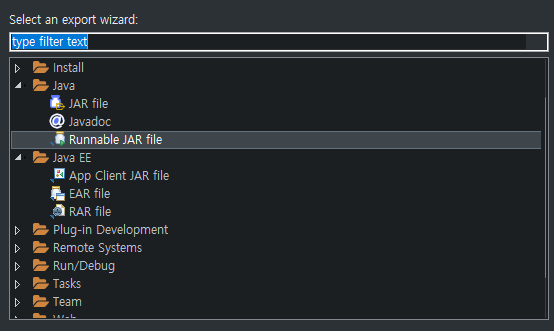 Select an export wizard:
type filter text
Install
Java
JAR file
Javadoc
Runnable JAR file
Java EE
App Client JAR file
EAR file
RAR file
Plug-in Development
Remote Systems
Run/Debug
Tasks
Team
Web